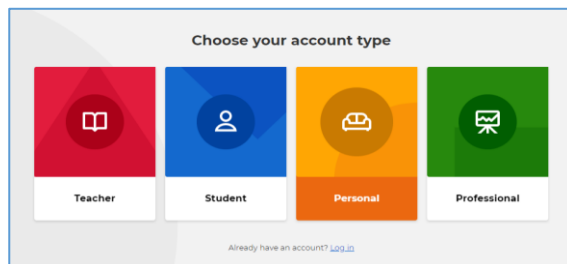 Choose your account type
Teacher
Student
Personal
Professional
Already have an account? Log in